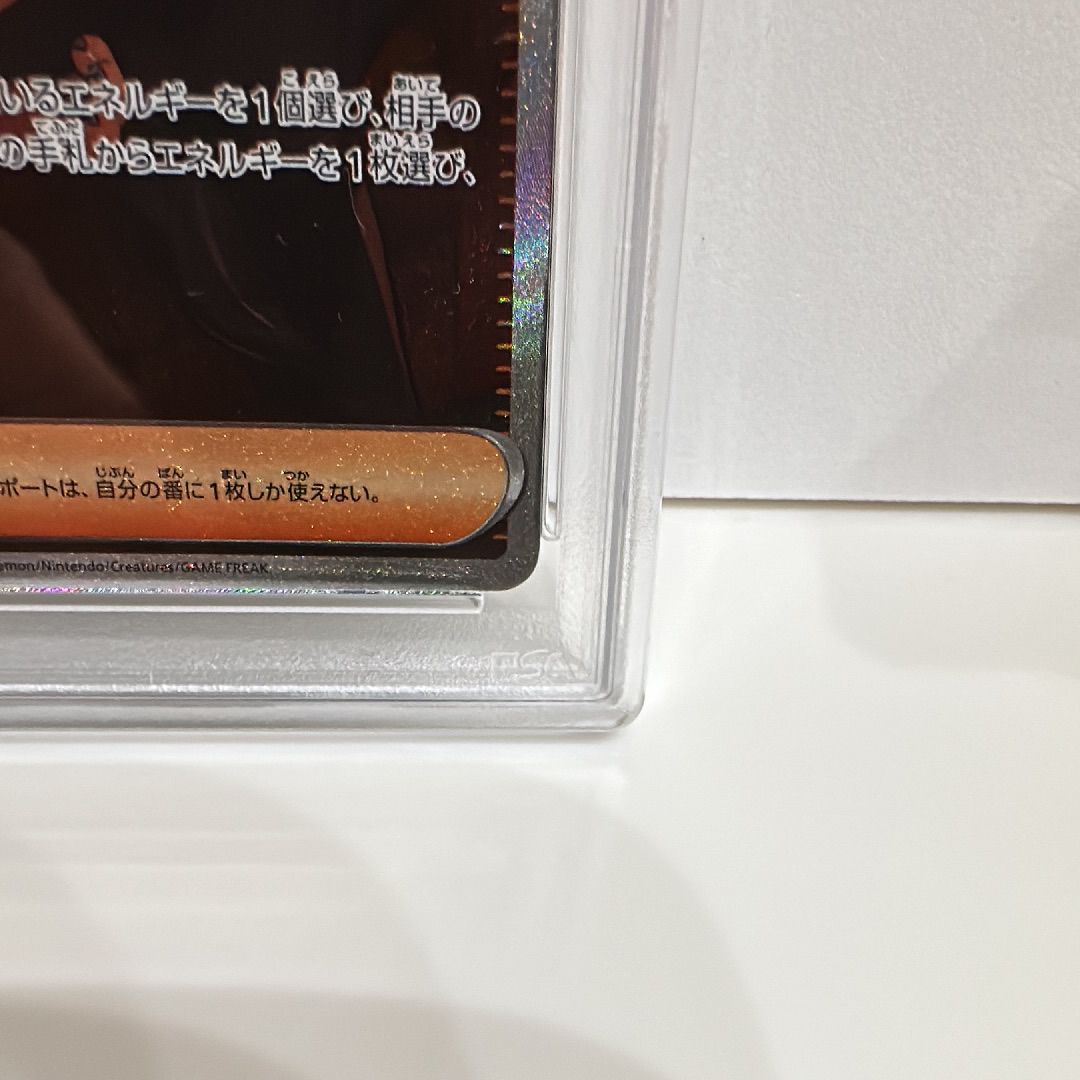 いるエネルギーを1個選び、相手の
の手札からエネルギーを1枚選び、
ポートは、自分の番に1枚しか使えない。
emon/Nintendo/Creatures/GAME FREAK
PSA